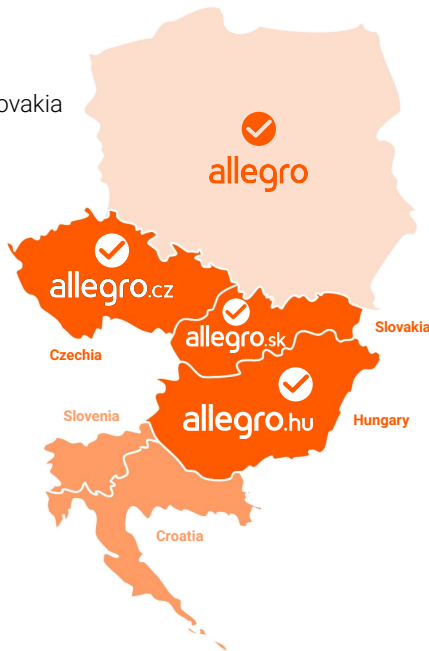 ovakia
allegro
allegro.cz
allegro.sk
Slovakia
Czechia
allegro.hu
Slovenia
Hungary
Croatia